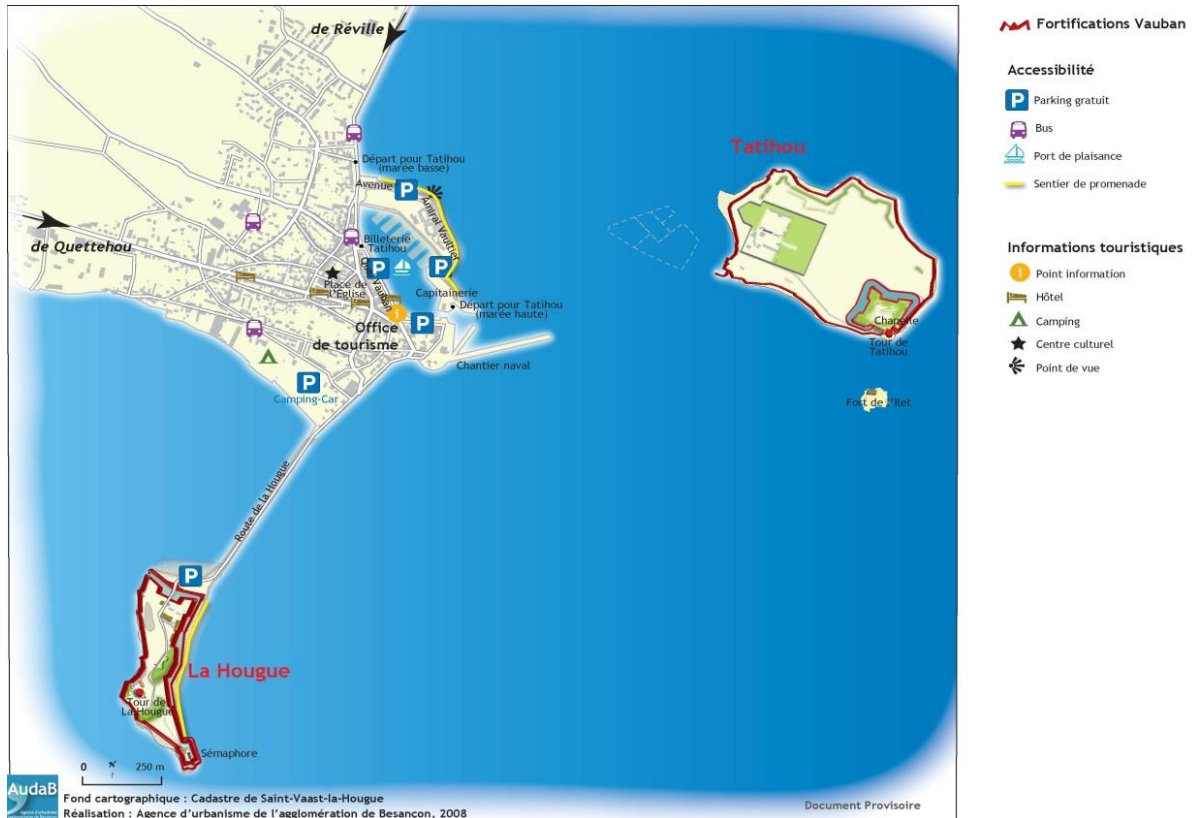 de Réville
Départ pour Tatihou
(marée basse)
Avenue
Amiral Vauttier
de Quettehou
Billeterie
Tatihou
Quai Vauban
Place de
l'Église
Capitainerie
Départ pour Tatihou
(marée haute)
Office
de tourisme
Chantier naval
Camping-Car
Route de la Hougue
La Hougue
Tour de
La Hougue
Sémaphore
Tatihou
Chapelle
Tour de
Tatihou
Fort de l'Ilet
Fortifications Vauban
Accessibilité
P Parking gratuit
Bus
Port de plaisance
Sentier de promenade
Informations touristiques
i Point information
Hôtel
Camping
Centre culturel
Point de vue
0 N 250 m
AudaB
Fond cartographique : Cadastre de Saint-Vaast-la-Hougue
Réalisation : Agence d'urbanisme de l'agglomération de Besançon, 2008
Document Provisoire